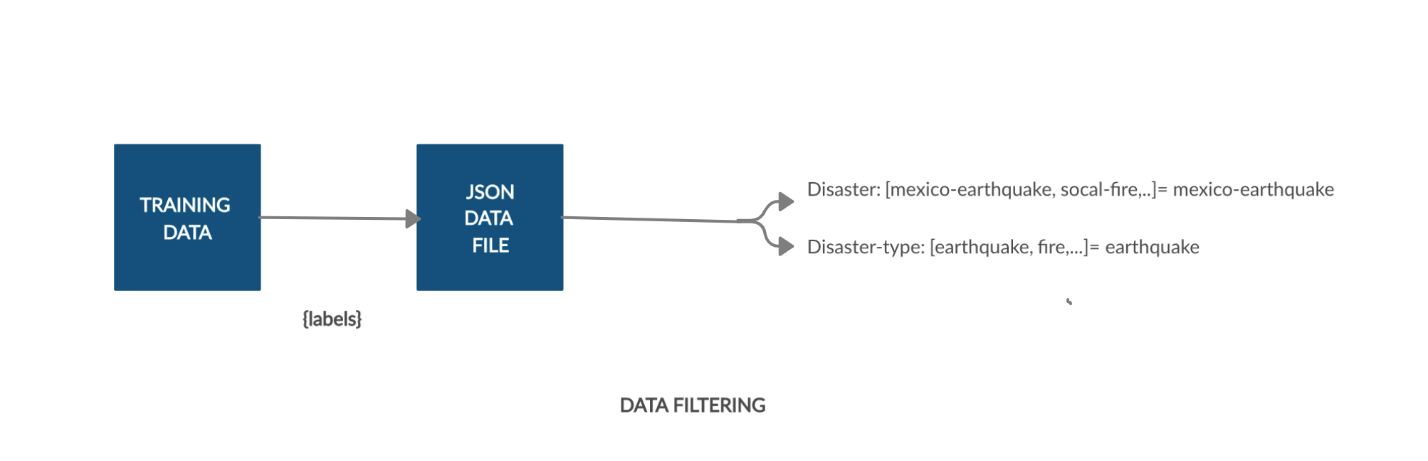 TRAINING
DATA
JSON
DATA
FILE
Disaster: [mexico-earthquake, socal-fire,..]= mexico-earthquake
Disaster-type: [earthquake, fire,...]= earthquake
{labels}
DATA FILTERING